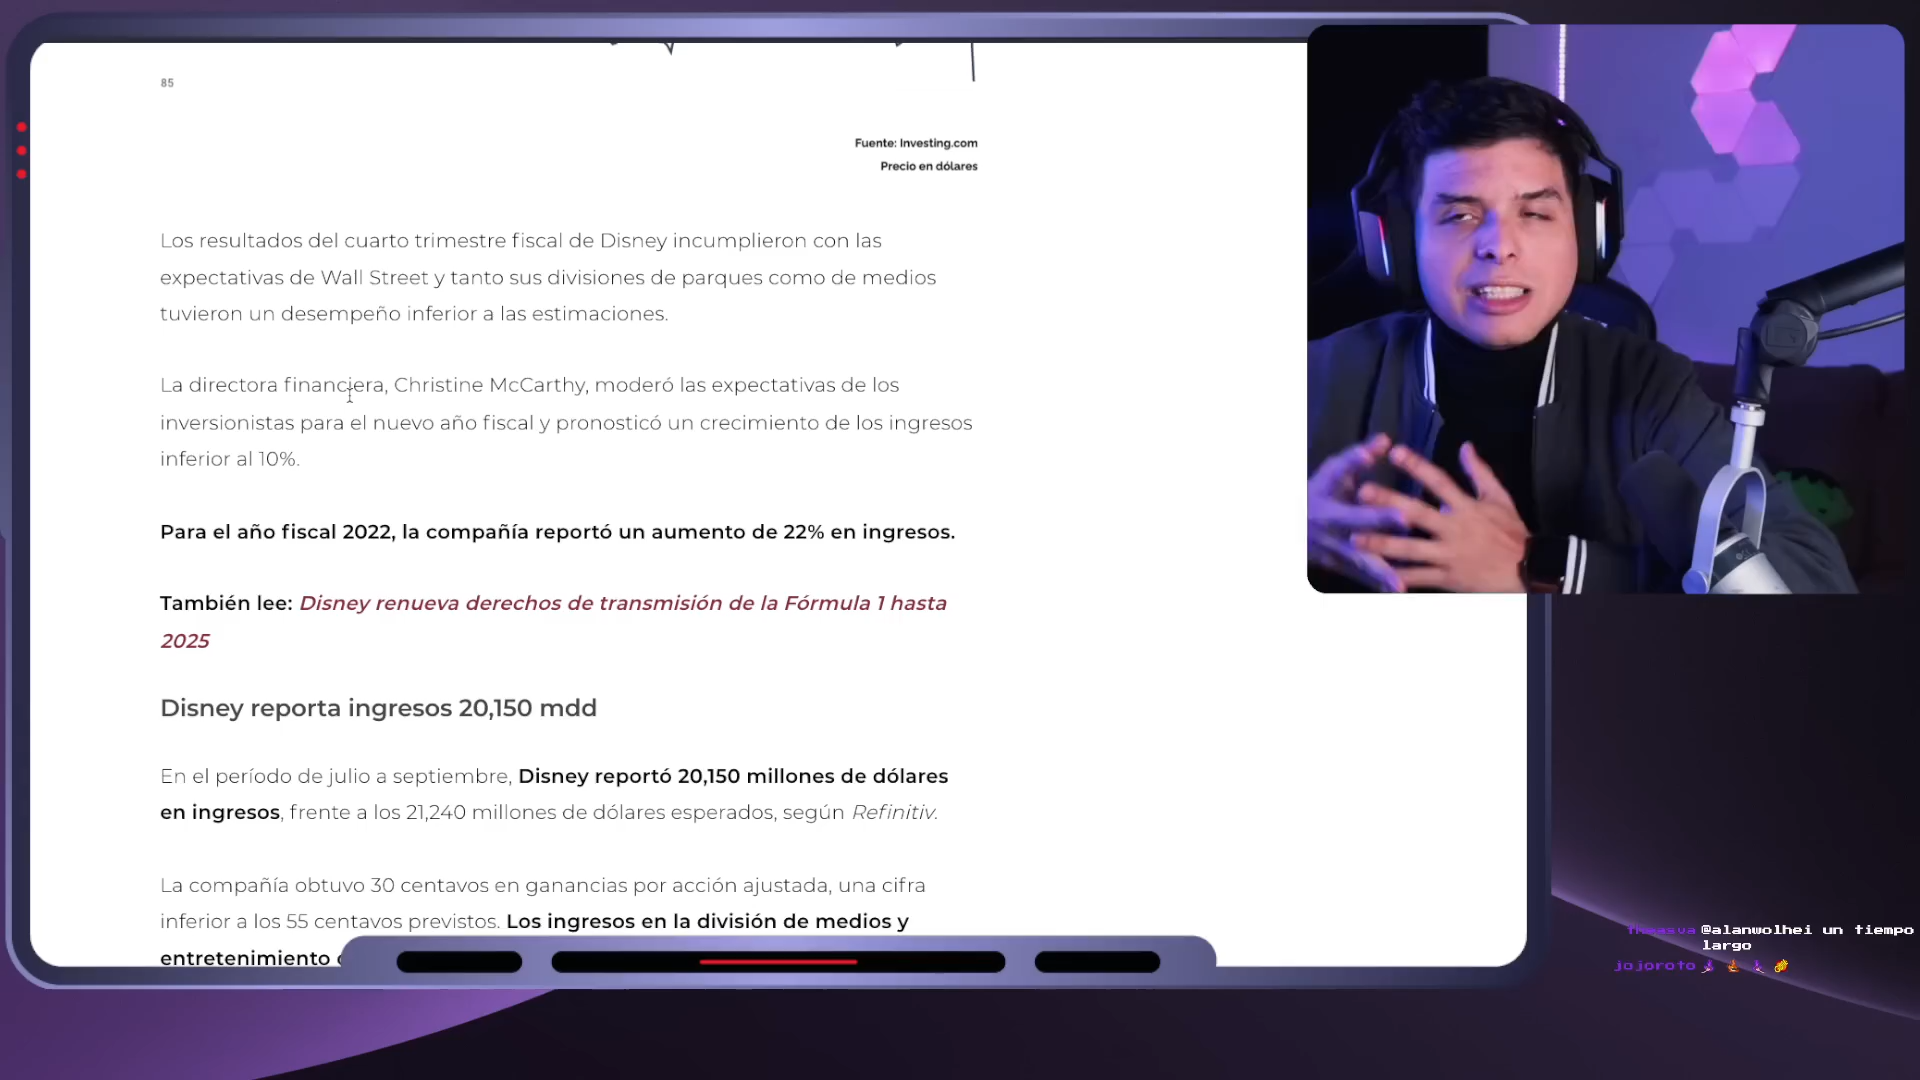 85
Fuente: Investing.com
Precio en dólares
Los resultados del cuarto trimestre fiscal de Disney incumplieron con las
expectativas de Wall Street y tanto sus divisiones de parques como de medios
tuvieron un desempeño inferior a las estimaciones.
La directora financiera, Christine McCarthy, moderó las expectativas de los
inversionistas para el nuevo año fiscal y pronosticó un crecimiento de los ingresos
inferior al 10%.
Para el año fiscal 2022, la compañía reportó un aumento de 22% en ingresos.
También lee: Disney renueva derechos de transmisión de la Fórmula 1 hasta
2025
Disney reporta ingresos 20,150 mdd
En el período de julio a septiembre, Disney reportó 20,150 millones de dólares
en ingresos, frente a los 21,240 millones de dólares esperados, según Refinitiv.
La compañía obtuvo 30 centavos en ganancias por acción ajustada, una cifra
inferior a los 55 centavos previstos. Los ingresos en la división de medios y
entretenimiento
@alanwolhei un tiempo
largo
jojoroto